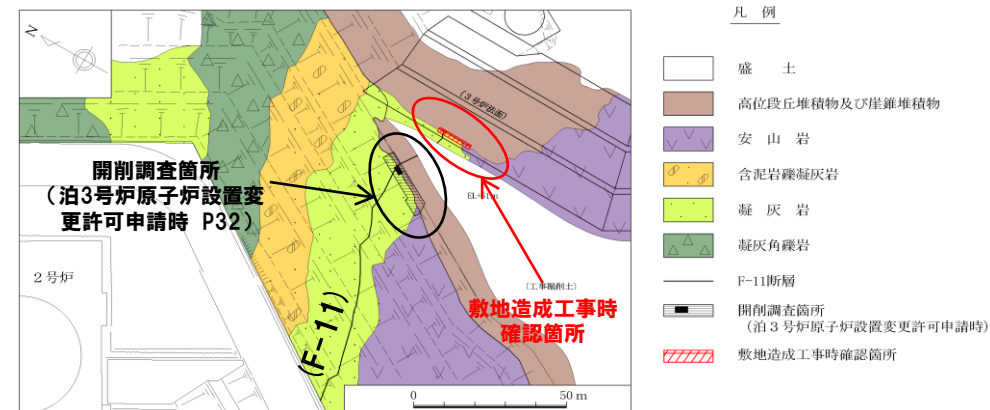 N
(3号炉法面)
開削調査箇所
(泊3号炉原子炉設置変
更許可申請時 P32)
2号炉
(F-11)
(工事掘削土)
敷地造成工事時
確認箇所
0 50 m
凡 例
盛 土
高位段丘堆積物及び崖錐堆積物
安 山 岩
含泥岩礫凝灰岩
凝 灰 岩
凝灰角礫岩
F-11断層
開削調査箇所
(泊3号炉原子炉設置変更許可申請時)
敷地造成工事時確認箇所